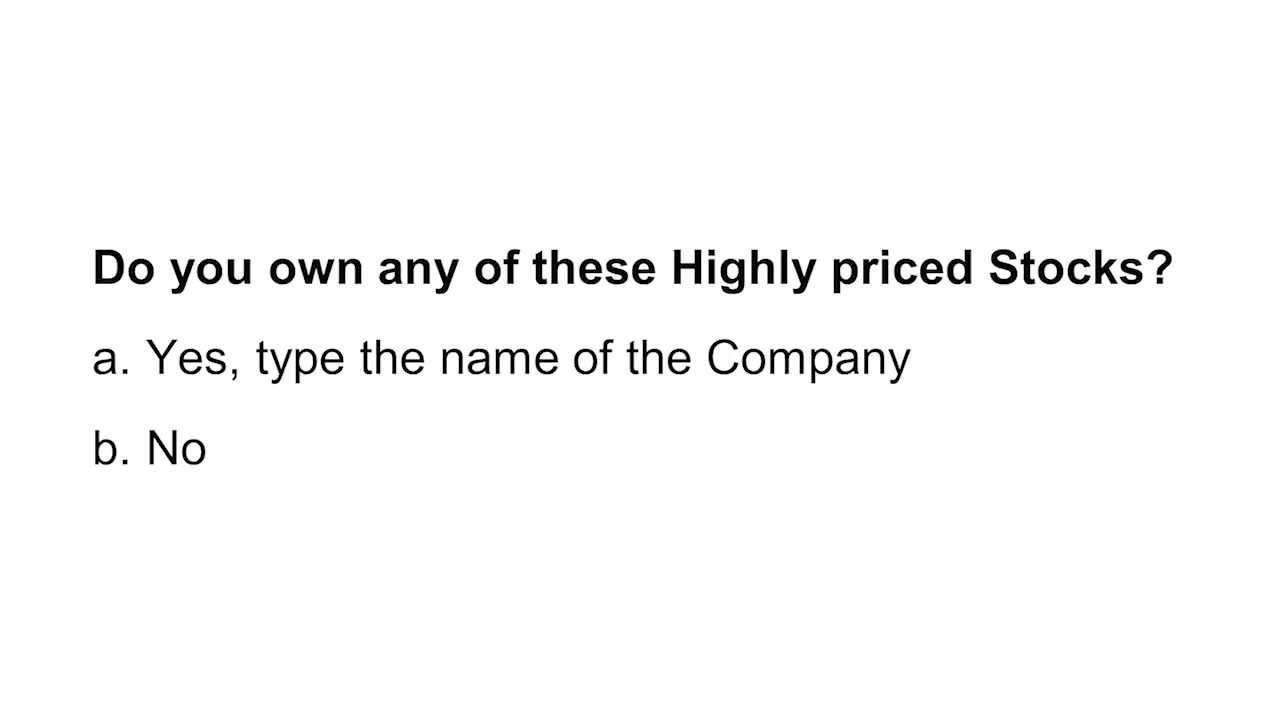 Do you own any of these Highly priced Stocks?
a. Yes, type the name of the Company
b. No